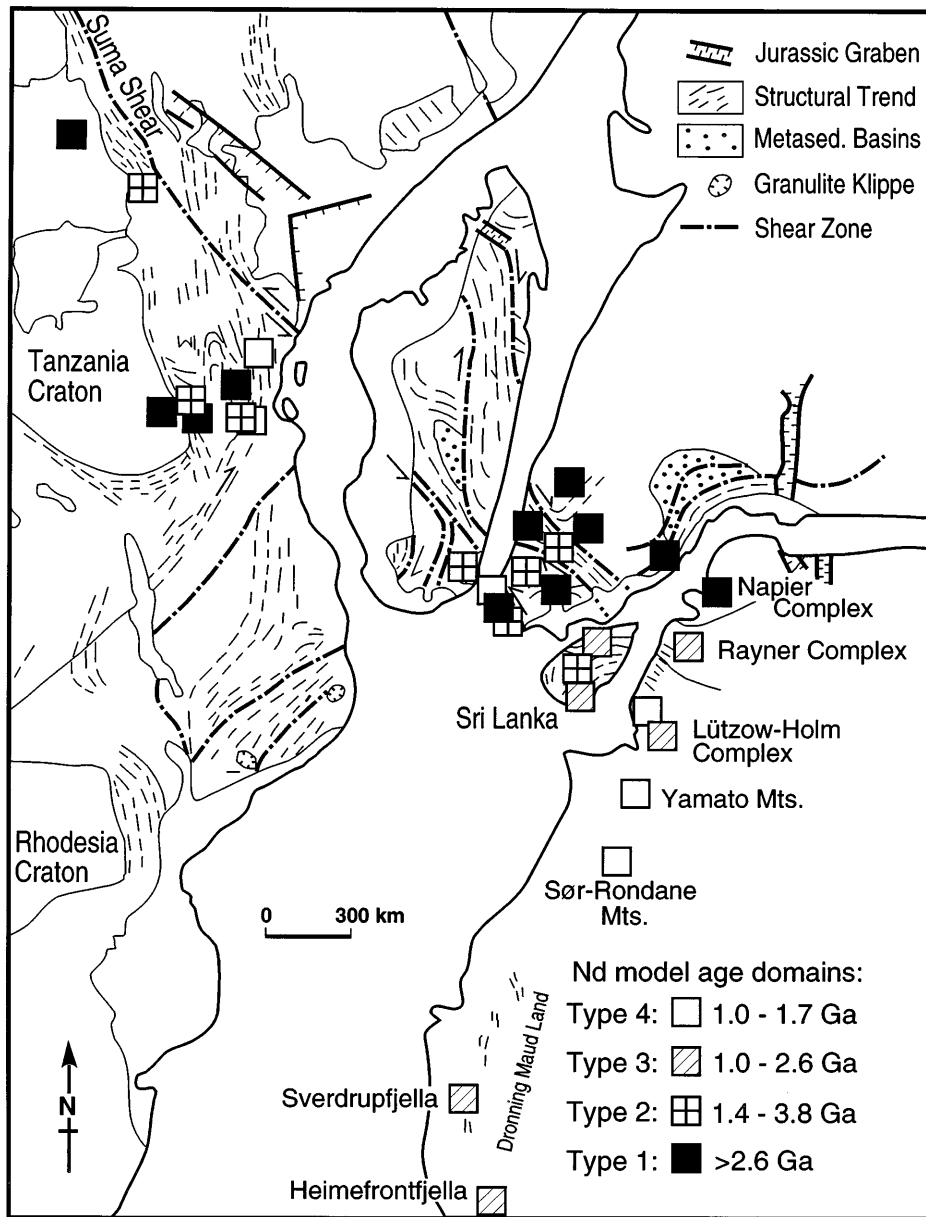 Suma Shear
Jurassic Graben
Structural Trend
Metased. Basins
Granulite Klippe
Shear Zone
Tanzania
Craton
Napier
Complex
Rayner Complex
Sri Lanka
Lützow-Holm
Complex
Yamato Mts.
Rhodesia
Craton
Sør-Rondane
Mts.
0 300 km
Nd model age domains:
Type 4: 1.0 - 1.7 Ga
Type 3: 1.0 - 2.6 Ga
Type 2: 1.4 - 3.8 Ga
Type 1: >2.6 Ga
Dronning Maud Land
N
Sverdrupfjella
Heimefrontfjella